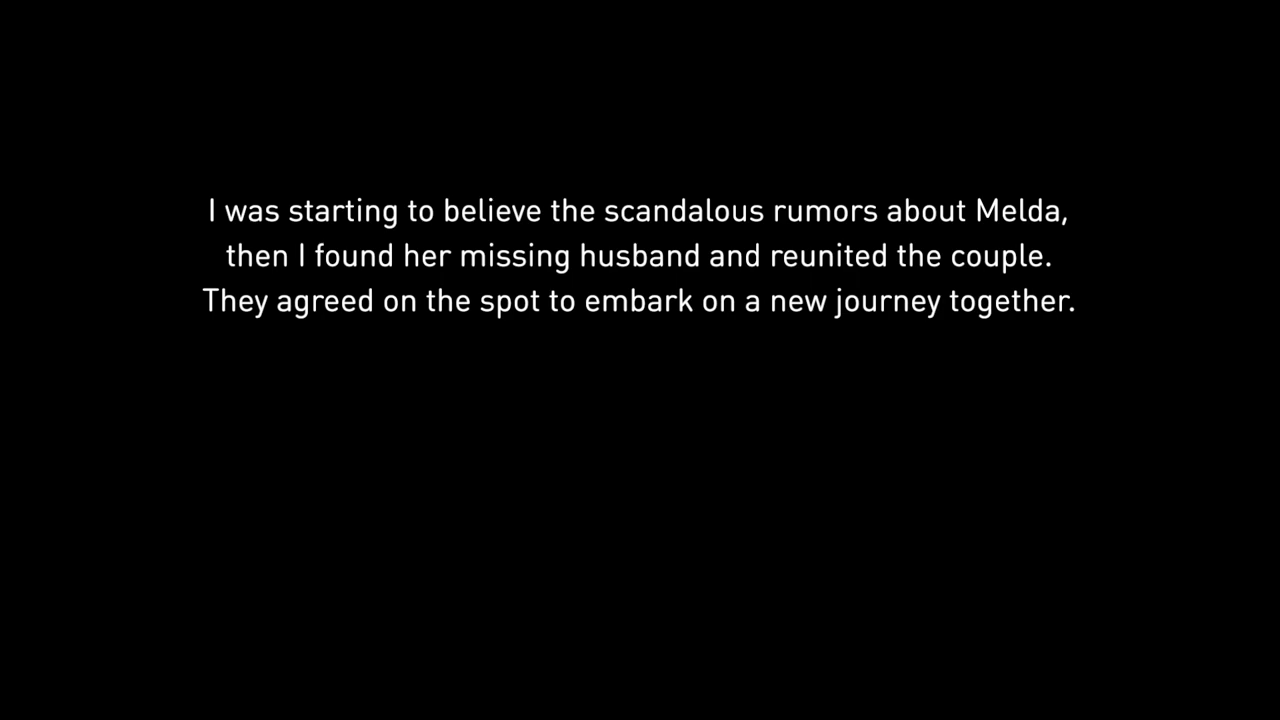 I was starting to believe the scandalous rumors about Melda,
then I found her missing husband and reunited the couple.
They agreed on the spot to embark on a new journey together.